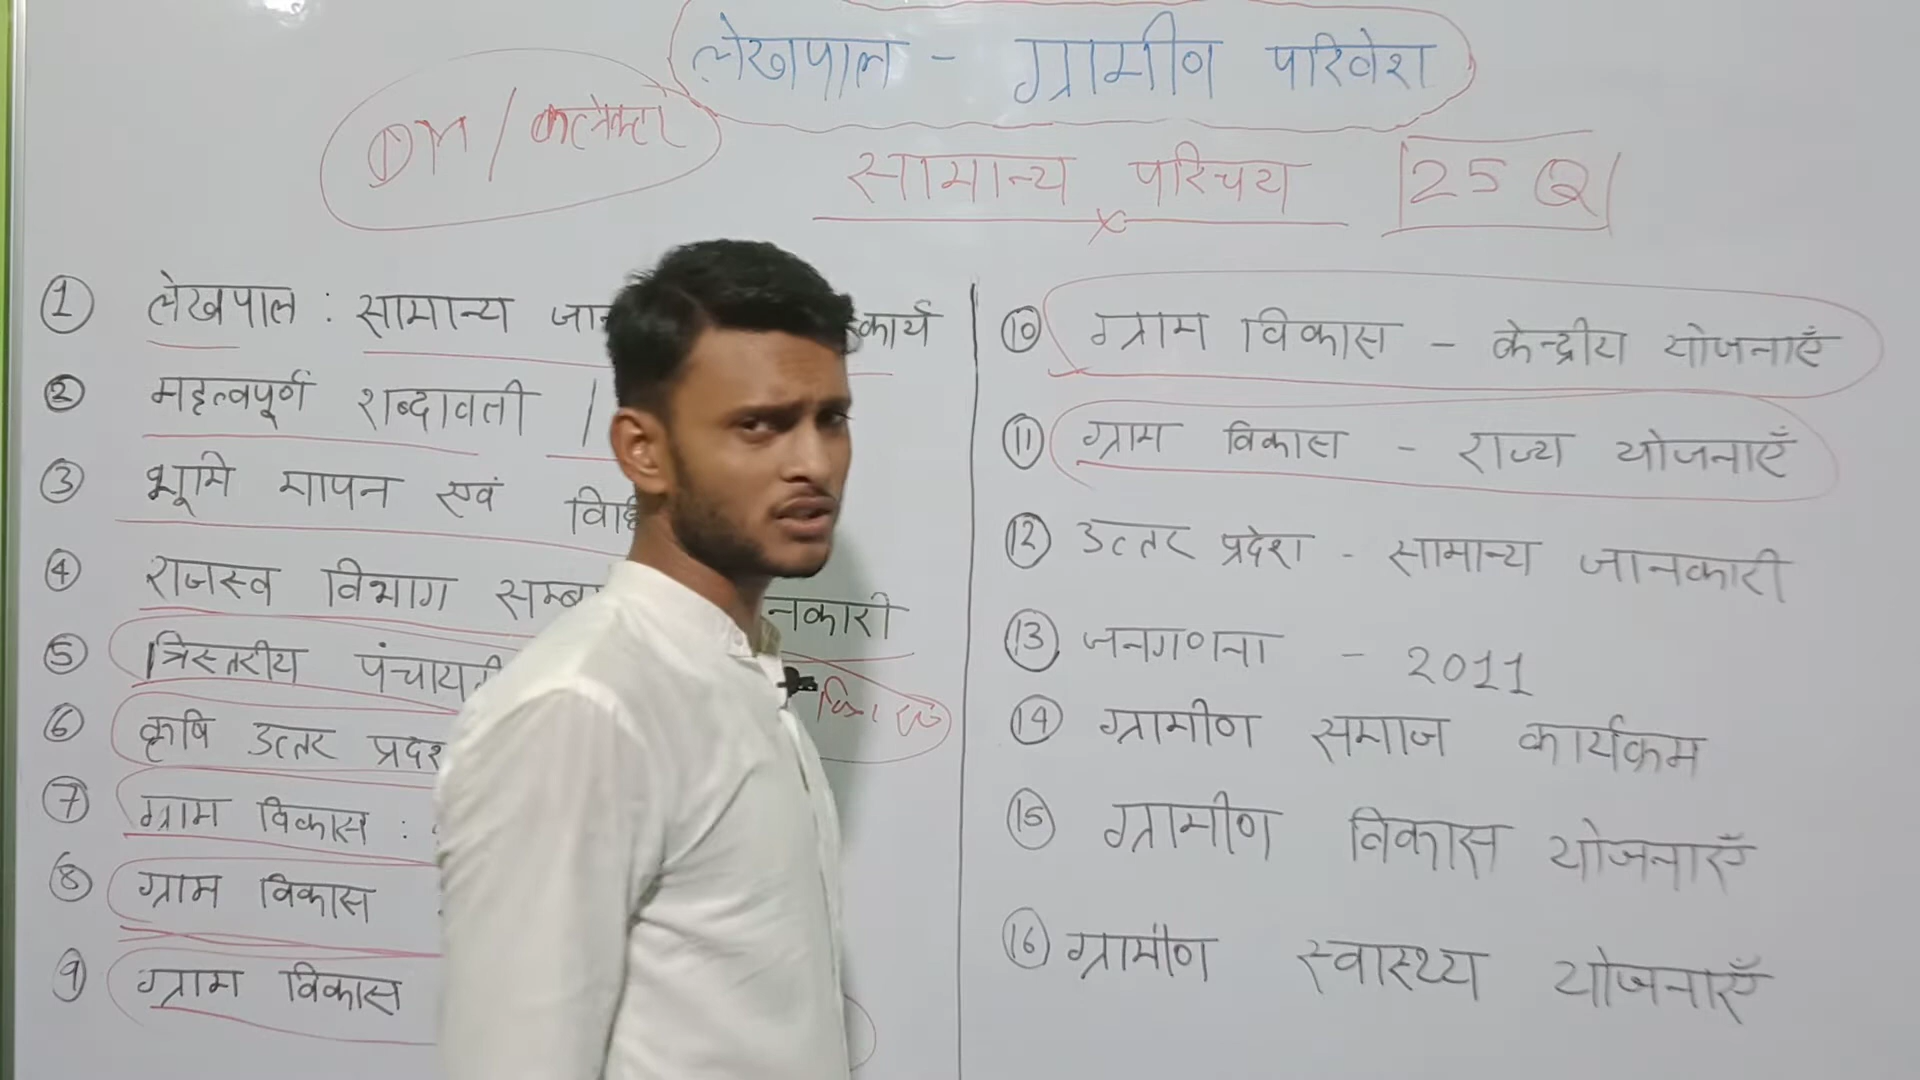 लेखपाल - ग्रामीण परिवेश
DM / कलेक्टर
सामान्य परिचय 25 Q
① लेखपाल : सामान्य कार्य
② महत्वपूर्ण शब्दावली /
③ भूमि मापन एवं
④ राजस्व विभाग
⑤ त्रिस्तरीय
⑥ कृषि उत्तर
⑦ ग्राम विकास :
⑧ ग्राम विकास
⑨ ग्राम विकास
⑩ ग्राम विकास - केन्द्रीय योजनाएँ
⑪ ग्राम विकास - राज्य योजनाएँ
⑫ उत्तर प्रदेश - सामान्य जानकारी
⑬ जनगणना - 2011
⑭ ग्रामीण समाज कार्यक्रम
⑮ ग्रामीण विकास योजनाएँ
⑯ ग्रामीण स्वास्थ्य योजनाएँ